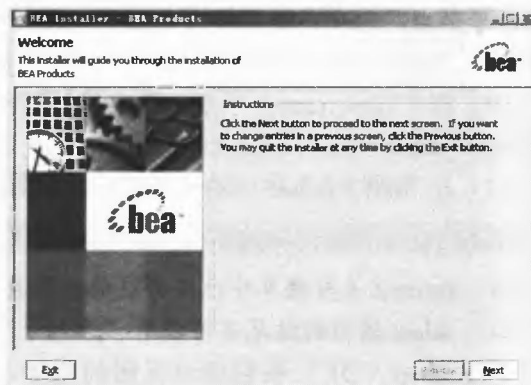 BEA Installer - BEA Products
Welcome
This installer will guide you through the installation of
BEA Products
bea
Instructions
Click the Next button to proceed to the next screen. If you want
to change entries in a previous screen, click the Previous button.
You may quit the installer at any time by clicking the Exit button.
bea
Exit
Previous
Next